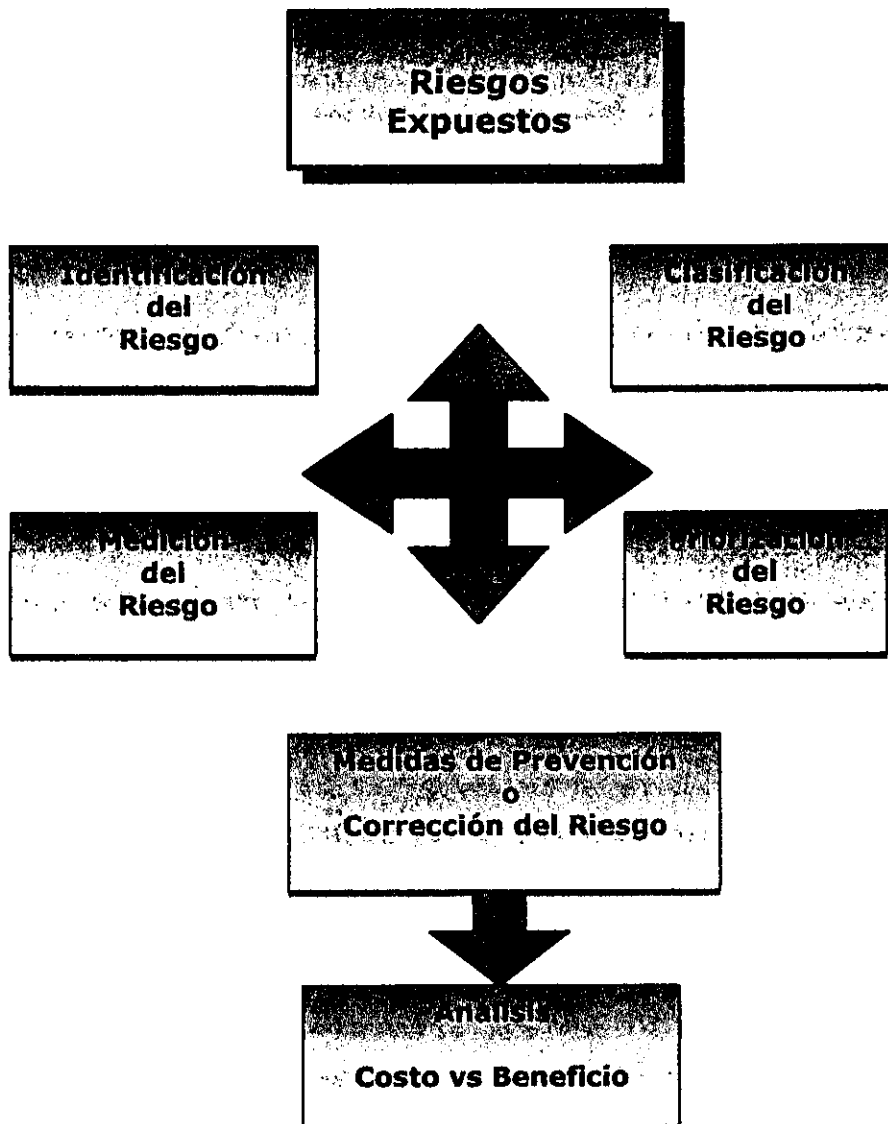 Riesgos
Expuestos
Identificación
del
Riesgo
Clasificación
del
Riesgo
Medición
del
Riesgo
Priorización
del
Riesgo
Medidas de Prevención
o
Corrección del Riesgo
Análisis
Costo vs Beneficio